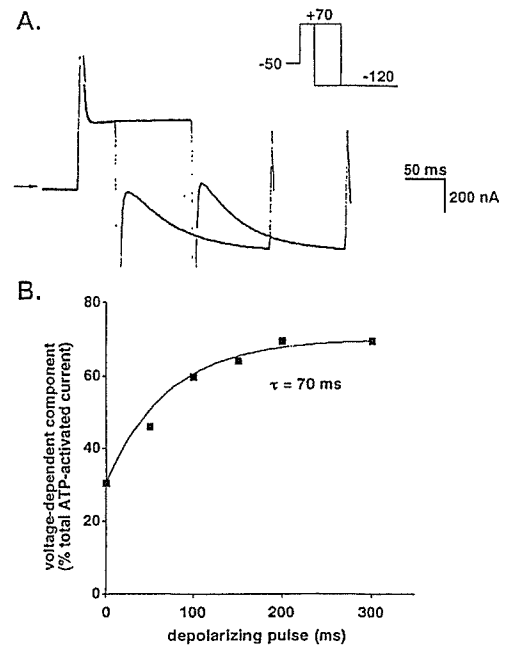 A.
+70
-50
-120
50 ms
200 nA
B.
80
60
40
20
0
voltage-dependent component
(% total ATP-activated current)
τ = 70 ms
0
100
200
300
depolarizing pulse (ms)